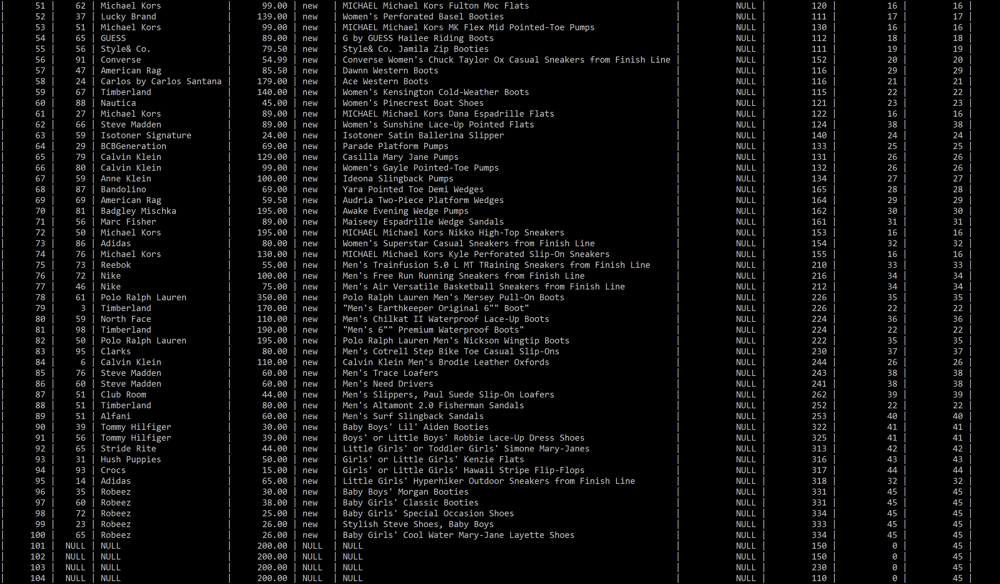 | 51 | 62 | Michael Kors | 99.00 | new | MICHAEL Michael Kors Fulton Moc Flats | NULL | 120 | 16 | 16 |
| 52 | 37 | Lucky Brand | 139.00 | new | Women's Perforated Basel Booties | NULL | 111 | 17 | 17 |
| 53 | 51 | Michael Kors | 99.00 | new | MICHAEL Michael Kors MK Flex Mid Pointed-Toe Pumps | NULL | 130 | 16 | 16 |
| 54 | 65 | GUESS | 89.00 | new | G by GUESS Hailee Riding Boots | NULL | 112 | 18 | 18 |
| 55 | 56 | Style& Co. | 79.50 | new | Style& Co. Jamila Zip Booties | NULL | 111 | 19 | 19 |
| 56 | 91 | Converse | 54.99 | new | Converse Women's Chuck Taylor Ox Casual Sneakers from Finish Line | NULL | 152 | 20 | 20 |
| 57 | 47 | American Rag | 85.50 | new | Dawnn Western Boots | NULL | 116 | 29 | 29 |
| 58 | 24 | Carlos by Carlos Santana | 179.00 | new | Ace Western Boots | NULL | 116 | 21 | 21 |
| 59 | 67 | Timberland | 140.00 | new | Women's Kensington Cold-Weather Boots | NULL | 115 | 22 | 22 |
| 60 | 88 | Nautica | 45.00 | new | Women's Pinecrest Boat Shoes | NULL | 121 | 23 | 23 |
| 61 | 27 | Michael Kors | 89.00 | new | MICHAEL Michael Kors Dana Espadrille Flats | NULL | 122 | 16 | 16 |
| 62 | 66 | Steve Madden | 89.00 | new | Women's Sunshine Lace-Up Pointed Flats | NULL | 124 | 38 | 38 |
| 63 | 59 | Isotoner Signature | 24.00 | new | Isotoner Satin Ballerina Slipper | NULL | 140 | 24 | 24 |
| 64 | 29 | BCBGeneration | 69.00 | new | Parade Platform Pumps | NULL | 133 | 25 | 25 |
| 65 | 79 | Calvin Klein | 129.00 | new | Casilla Mary Jane Pumps | NULL | 131 | 26 | 26 |
| 66 | 80 | Calvin Klein | 99.00 | new | Women's Gayle Pointed-Toe Pumps | NULL | 132 | 26 | 26 |
| 67 | 59 | Anne Klein | 100.00 | new | Ideona Slingback Pumps | NULL | 134 | 27 | 27 |
| 68 | 87 | Bandolino | 69.00 | new | Yara Pointed Toe Demi Wedges | NULL | 165 | 28 | 28 |
| 69 | 69 | American Rag | 59.50 | new | Audria Two-Piece Platform Wedges | NULL | 164 | 29 | 29 |
| 70 | 81 | Badgley Mischka | 195.00 | new | Awake Evening Wedge Pumps | NULL | 162 | 30 | 30 |
| 71 | 56 | Marc Fisher | 89.00 | new | Maiseey Espadrille Wedge Sandals | NULL | 161 | 31 | 31 |
| 72 | 50 | Michael Kors | 195.00 | new | MICHAEL Michael Kors Nikko High-Top Sneakers | NULL | 153 | 16 | 16 |
| 73 | 86 | Adidas | 80.00 | new | Women's Superstar Casual Sneakers from Finish Line | NULL | 154 | 32 | 32 |
| 74 | 76 | Michael Kors | 130.00 | new | MICHAEL Michael Kors Kyle Perforated Slip-On Sneakers | NULL | 155 | 16 | 16 |
| 75 | 73 | Reebok | 55.00 | new | Men's Trainfusion 5.0 L MT TRaining Sneakers from Finish Line | NULL | 210 | 33 | 33 |
| 76 | 72 | Nike | 100.00 | new | Men's Free Run Running Sneakers from Finish Line | NULL | 216 | 34 | 34 |
| 77 | 46 | Nike | 75.00 | new | Men's Air Versatile Basketball Sneakers from Finish Line | NULL | 212 | 34 | 34 |
| 78 | 61 | Polo Ralph Lauren | 350.00 | new | Polo Ralph Lauren Men's Mersey Pull-On Boots | NULL | 226 | 35 | 35 |
| 79 | 3 | Timberland | 170.00 | new | "Men's Earthkeeper Original 6"" Boot" | NULL | 226 | 22 | 22 |
| 80 | 59 | North Face | 110.00 | new | Men's Chilkat II Waterproof Lace-Up Boots | NULL | 224 | 36 | 36 |
| 81 | 98 | Timberland | 190.00 | new | "Men's 6"" Premium Waterproof Boots" | NULL | 224 | 22 | 22 |
| 82 | 50 | Polo Ralph Lauren | 195.00 | new | Polo Ralph Lauren Men's Nickson Wingtip Boots | NULL | 222 | 35 | 35 |
| 83 | 95 | Clarks | 80.00 | new | Men's Cotrell Step Bike Toe Casual Slip-Ons | NULL | 230 | 37 | 37 |
| 84 | 6 | Calvin Klein | 110.00 | new | Calvin Klein Men's Brodie Leather Oxfords | NULL | 244 | 26 | 26 |
| 85 | 76 | Steve Madden | 60.00 | new | Men's Trace Loafers | NULL | 243 | 38 | 38 |
| 86 | 60 | Steve Madden | 60.00 | new | Men's Need Drivers | NULL | 241 | 38 | 38 |
| 87 | 51 | Club Room | 44.00 | new | Men's Slippers, Paul Suede Slip-On Loafers | NULL | 262 | 39 | 39 |
| 88 | 51 | Timberland | 80.00 | new | Men's Altamont 2.0 Fisherman Sandals | NULL | 252 | 22 | 22 |
| 89 | 51 | Alfani | 60.00 | new | Men's Surf Slingback Sandals | NULL | 253 | 40 | 40 |
| 90 | 39 | Tommy Hilfiger | 30.00 | new | Baby Boys' Lil' Aiden Booties | NULL | 322 | 41 | 41 |
| 91 | 56 | Tommy Hilfiger | 39.00 | new | Boys' or Little Boys' Robbie Lace-Up Dress Shoes | NULL | 325 | 41 | 41 |
| 92 | 65 | Stride Rite | 44.00 | new | Little Girls' or Toddler Girls' Simone Mary-Janes | NULL | 313 | 42 | 42 |
| 93 | 31 | Hush Puppies | 50.00 | new | Girls' or Little Girls' Kenzie Flats | NULL | 316 | 43 | 43 |
| 94 | 93 | Crocs | 15.00 | new | Girls' or Little Girls' Hawaii Stripe Flip-Flops | NULL | 317 | 44 | 44 |
| 95 | 14 | Adidas | 65.00 | new | Little Girls' Hyperhiker Outdoor Sneakers from Finish Line | NULL | 318 | 32 | 32 |
| 96 | 35 | Robeez | 30.00 | new | Baby Boys' Morgan Booties | NULL | 331 | 45 | 45 |
| 97 | 60 | Robeez | 38.00 | new | Baby Girls' Classic Booties | NULL | 331 | 45 | 45 |
| 98 | 72 | Robeez | 25.00 | new | Baby Girls' Special Occasion Shoes | NULL | 334 | 45 | 45 |
| 99 | 23 | Robeez | 26.00 | new | Stylish Steve Shoes, Baby Boys | NULL | 333 | 45 | 45 |
| 100 | 65 | Robeez | 26.00 | new | Baby Girls' Cool Water Mary-Jane Layette Shoes | NULL | 334 | 45 | 45 |
| 101 | NULL | NULL | 200.00 | NULL | NULL | NULL | 150 | 0 | 45 |
| 102 | NULL | NULL | 200.00 | NULL | NULL | NULL | 150 | 0 | 45 |
| 103 | NULL | NULL | 200.00 | NULL | NULL | NULL | 230 | 0 | 45 |
| 104 | NULL | NULL | 200.00 | NULL | NULL | NULL | 110 | 0 | 45 |